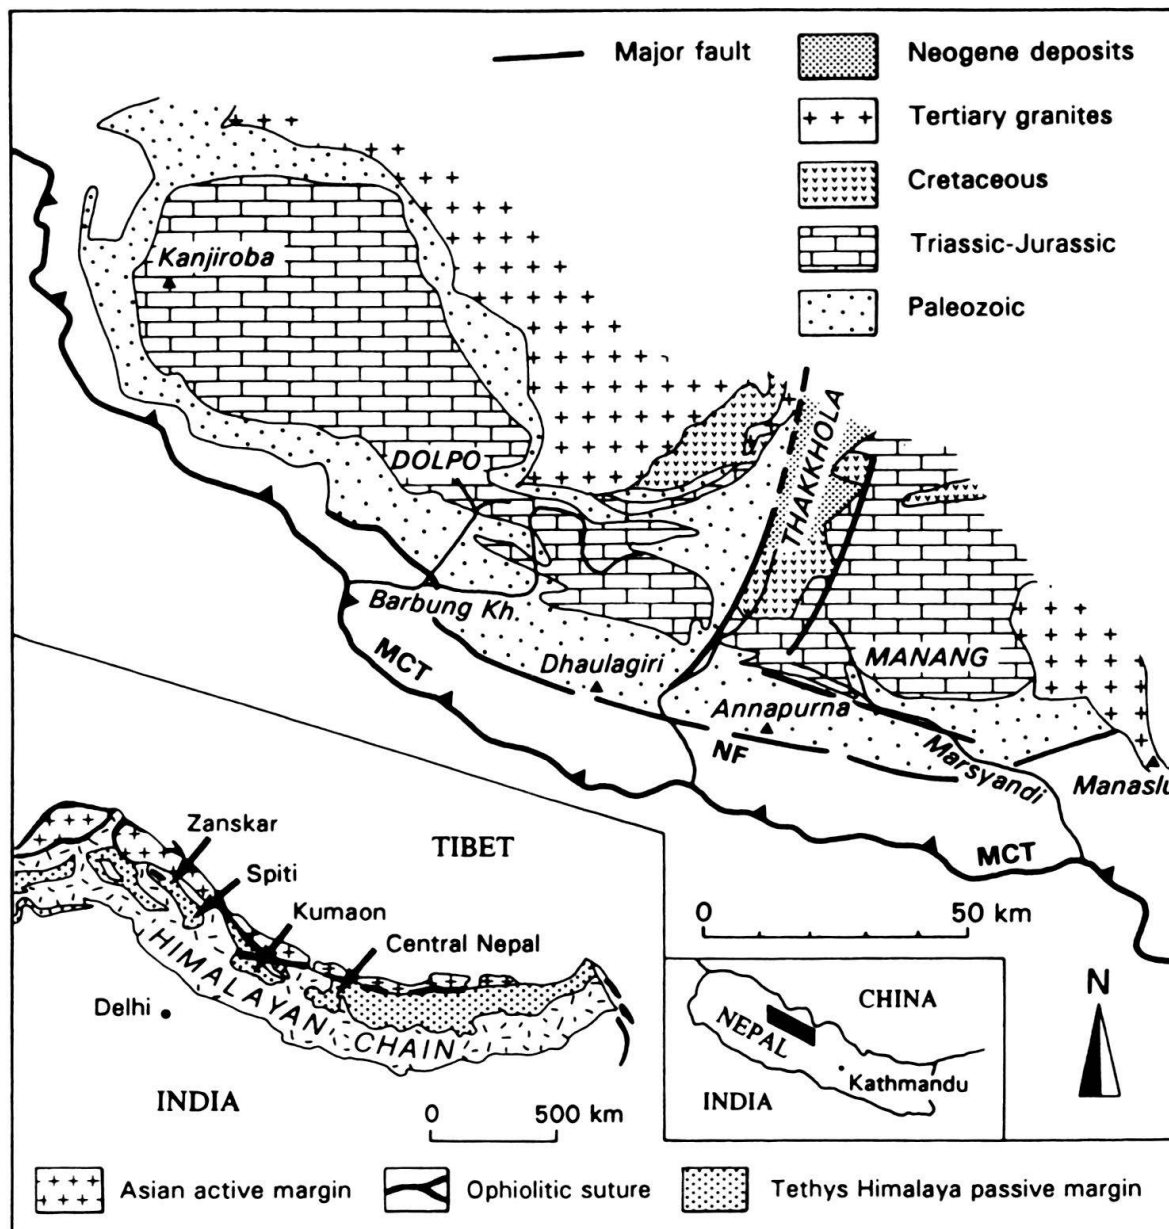 Major fault
Neogene deposits
Tertiary granites
Cretaceous
Triassic-Jurassic
Paleozoic
Kanjiroba
DOLPO
THAKKHOLA
Barbung Kh.
MCT
Dhaulagiri
MANANG
Annapurna
NF
Marsyandi
Manaslu
MCT
0 50 km
Zanskar
TIBET
Spiti
Kumaon
Central Nepal
HIMALAYAN CHAIN
Delhi
INDIA
0 500 km
CHINA
NEPAL
Kathmandu
INDIA
N
Asian active margin
Ophiolitic suture
Tethys Himalaya passive margin